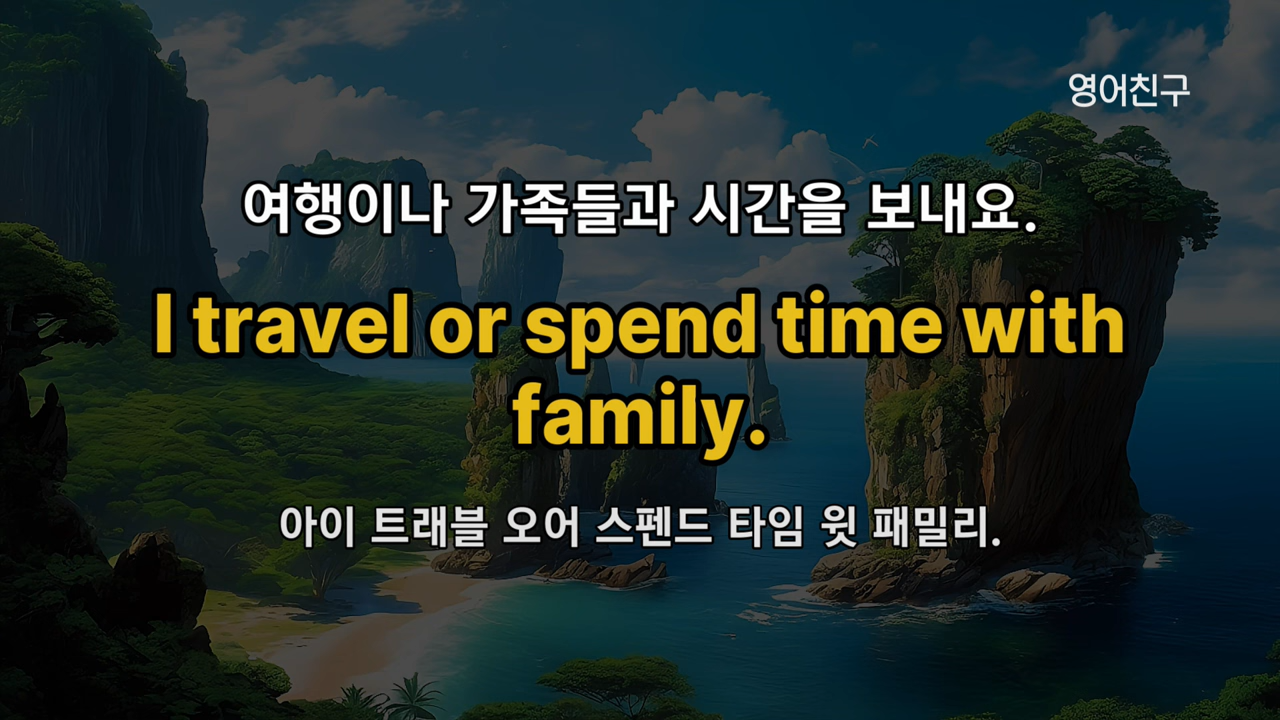 영어친구
여행이나 가족들과 시간을 보내요.
I travel or spend time with
family.
아이 트래블 오어 스펜드 타임 윗 패밀리.